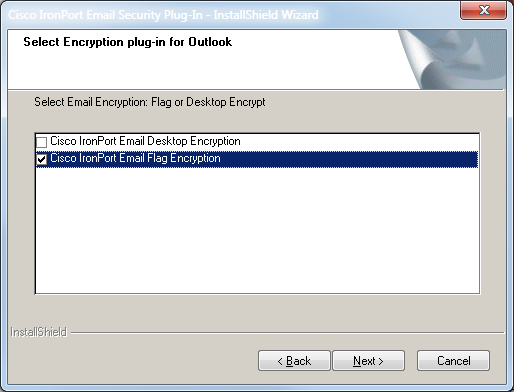 Cisco IronPort Email Security Plug-In - InstallShield Wizard
Select Encryption plug-in for Outlook
Select Email Encryption: Flag or Desktop Encrypt
Cisco IronPort Email Desktop Encryption
Cisco IronPort Email Flag Encryption
InstallShield
< Back Next > Cancel